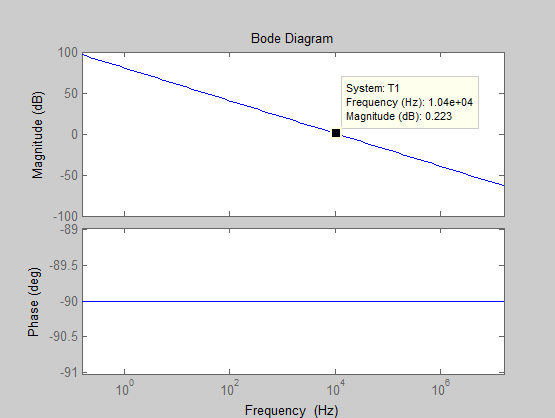 Bode Diagram
Magnitude (dB)
100
50
0
-50
-100
System: T1
Frequency (Hz): 1.04e+04
Magnitude (dB): 0.223
Phase (deg)
-89
-89.5
-90
-90.5
-91
10^0
10^2
10^4
10^6
Frequency (Hz)